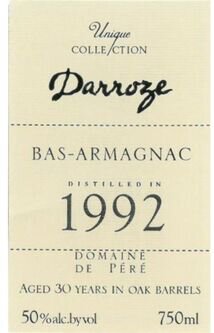 Unique
COLLECTION
Darroze
BAS-ARMAGNAC
DISTILLED IN
1992
DOMAINE
DE PÉRÉ
AGED 30 YEARS IN OAK BARRELS
50%alc.byvol 750ml